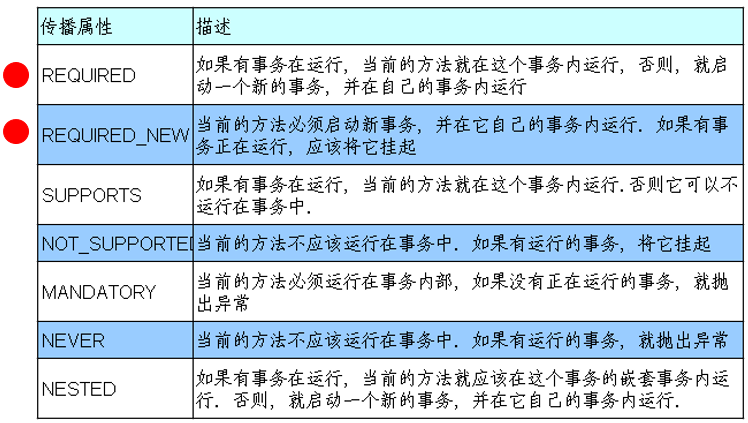 传播属性 描述
REQUIRED 如果有事务在运行，当前的方法就在这个事务内运行，否则，就启
动一个新的事务，并在自己的事务内运行
REQUIRED_NEW 当前的方法必须启动新事务，并在它自己的事务内运行．如果有事
务正在运行，应该将它挂起
SUPPORTS 如果有事务在运行，当前的方法就在这个事务内运行．否则它可以不
运行在事务中．
NOT_SUPPORTED 当前的方法不应该运行在事务中．如果有运行的事务，将它挂起
MANDATORY 当前的方法必须运行在事务内部，如果没有正在运行的事务，就抛
出异常
NEVER 当前的方法不应该运行在事务中．如果有运行的事务，就抛出异常
NESTED 如果有事务在运行，当前的方法就应该在这个事务的嵌套事务内运
行．否则，就启动一个新的事务，并在它自己的事务内运行．